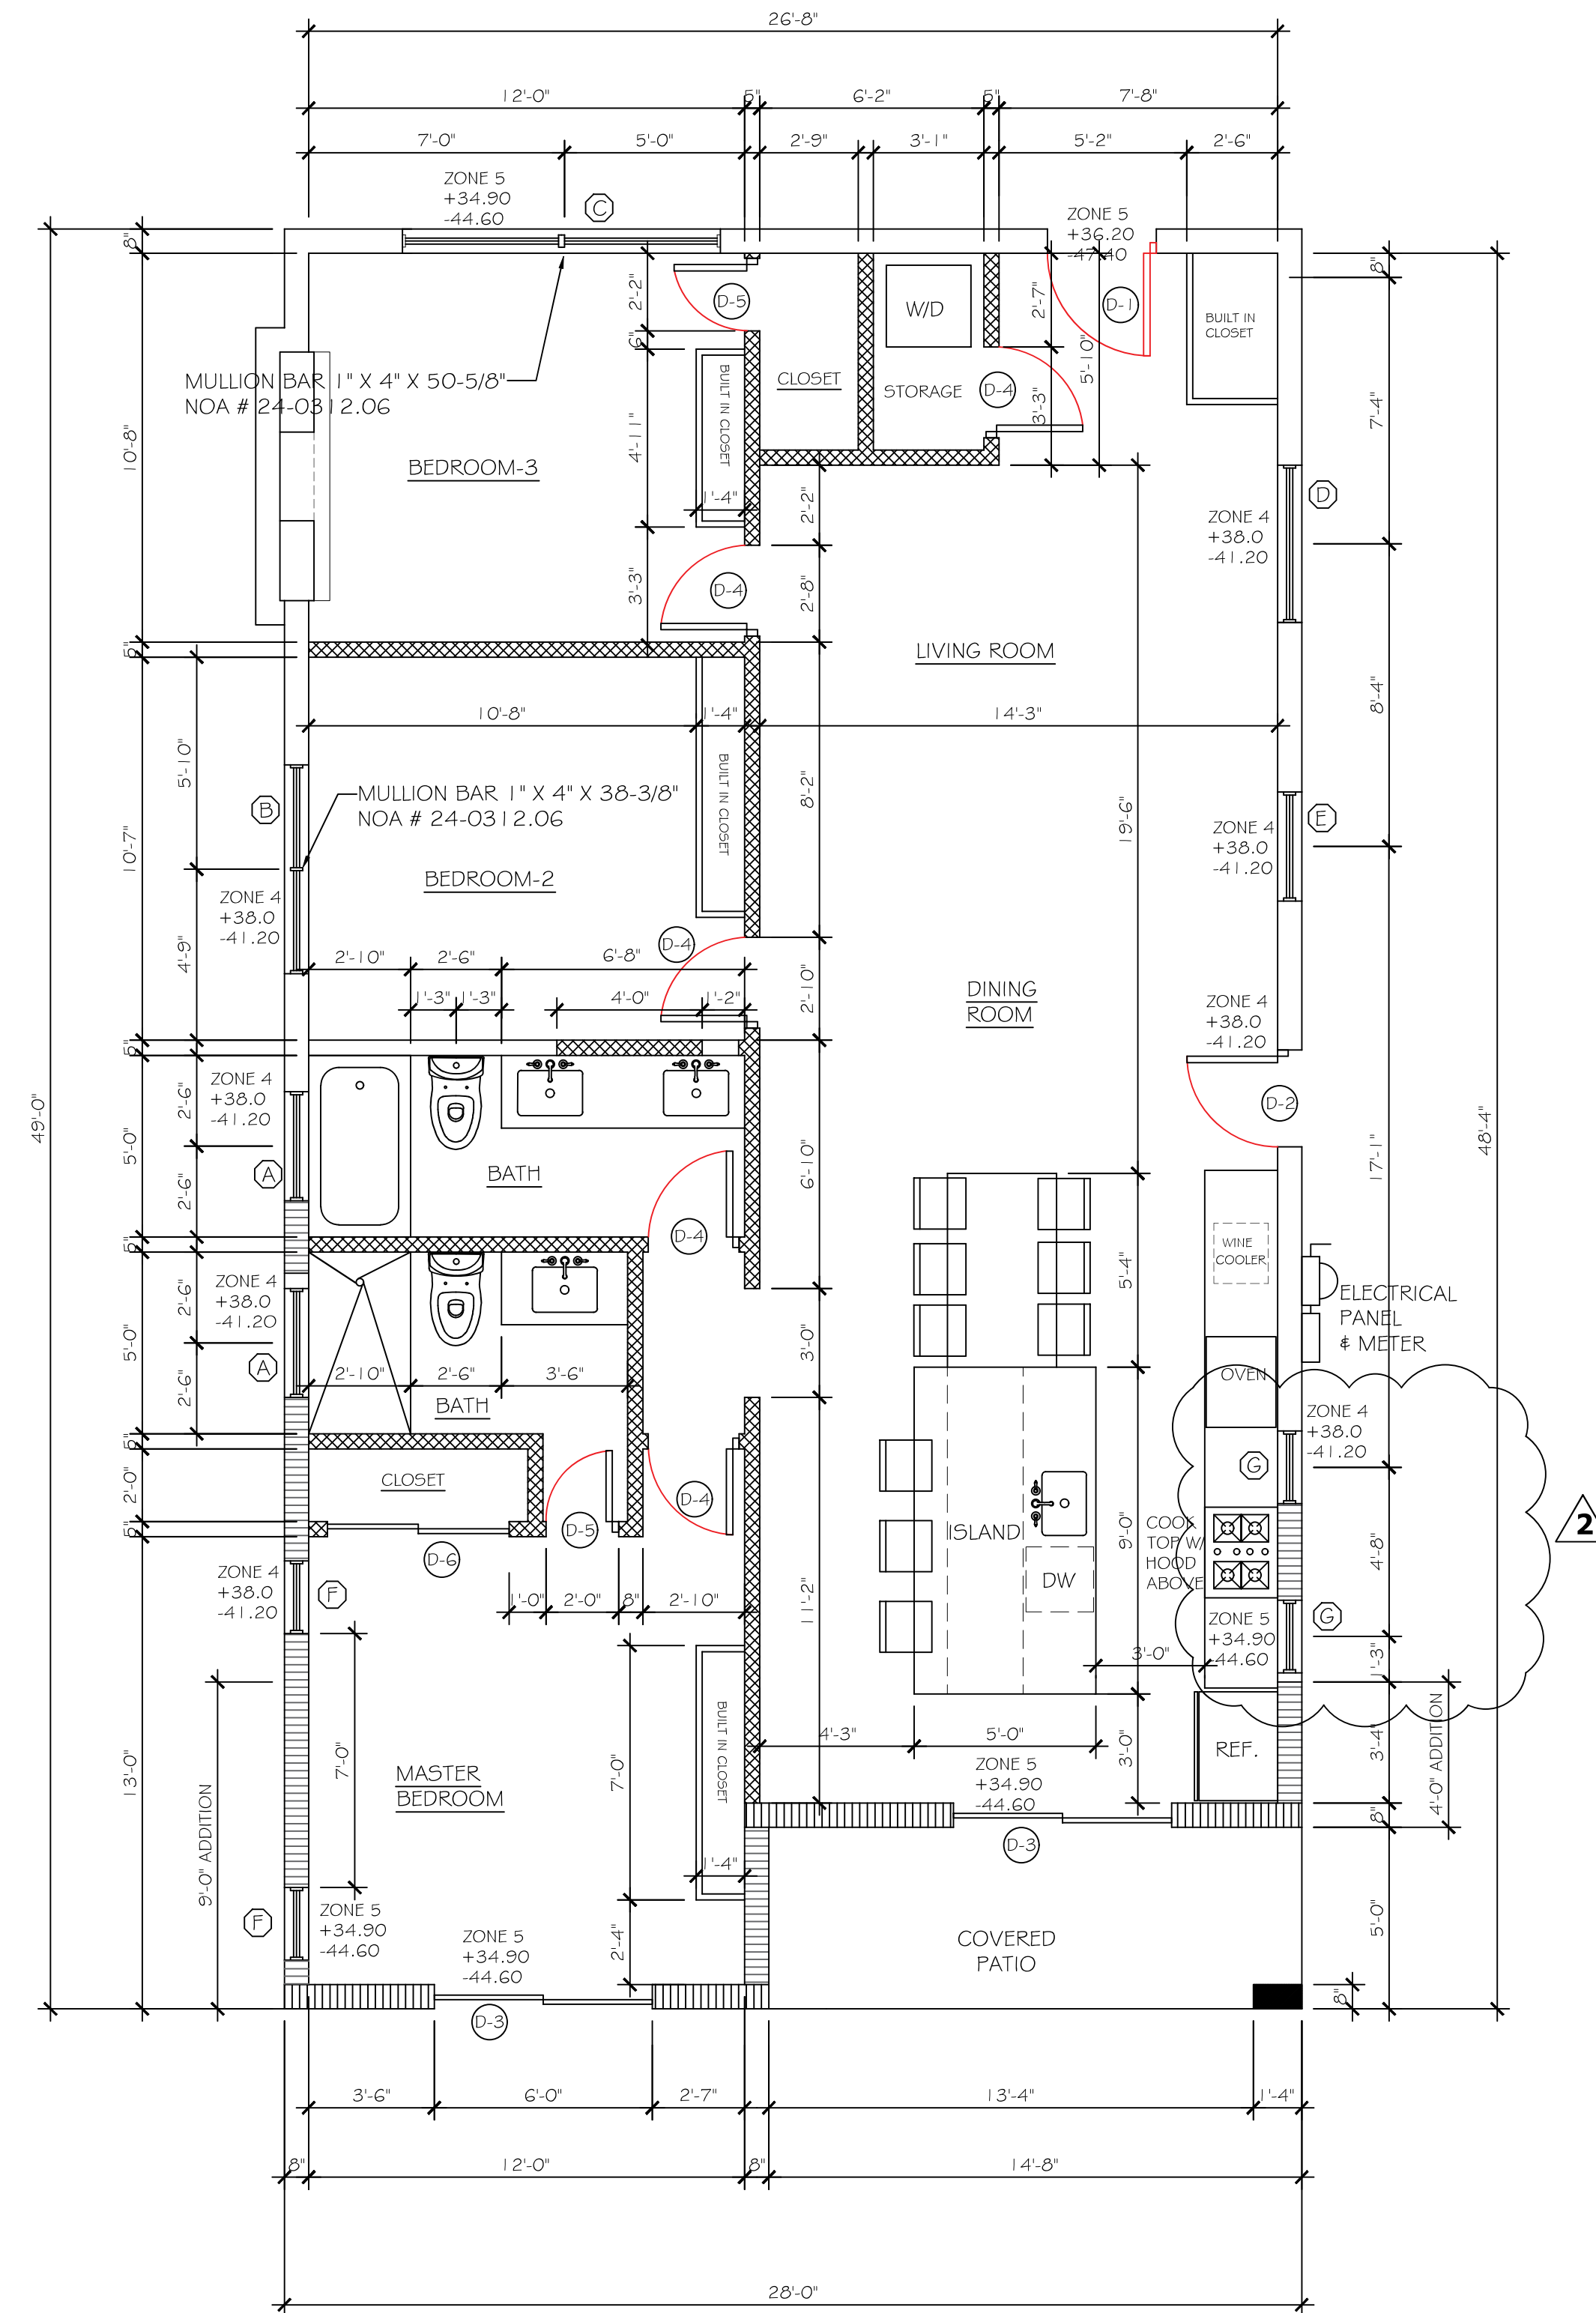 26'-8"
12'-0"
5"
6'-2"
5"
7'-8"
7'-0"
5'-0"
2'-9"
3'-1"
5'-2"
2'-6"
ZONE 5
+34.90
-44.60
C
ZONE 5
+36.20
-47.40
8"
8"
D-5
2'-2"
6"
W/D
2'-7"
D-1
BUILT IN
CLOSET
5'-10"
MULLION BAR 1" X 4" X 50-5/8"
NOA # 24-0312.06
BUILT IN CLOSET
CLOSET
STORAGE
D-4
3'-3"
7'-4"
10'-8"
4'-11"
BEDROOM-3
1'-4"
2'-2"
D
ZONE 4
+38.0
-41.20
3'-3"
D-4
2'-8"
5"
LIVING ROOM
8'-4"
10'-8"
1'-4"
14'-3"
5'-10"
BUILT IN CLOSET
MULLION BAR 1" X 4" X 38-3/8"
NOA # 24-0312.06
B
8'-2"
19'-6"
E
ZONE 4
+38.0
-41.20
10'-7"
BEDROOM-2
ZONE 4
+38.0
-41.20
4'-9"
2'-10"
2'-6"
6'-8"
D-4
1'-3"
1'-3"
4'-0"
1'-2"
2'-10"
DINING
ROOM
ZONE 4
+38.0
-41.20
5"
ZONE 4
+38.0
-41.20
2'-6"
D-2
49'-0"
48'-4"
5'-0"
A
BATH
6'-10"
17'-1"
2'-6"
D-4
5"
WINE
COOLER
ZONE 4
+38.0
-41.20
2'-6"
5'-4"
ELECTRICAL
PANEL
& METER
5'-0"
A
3'-0"
2'-6"
2'-10"
2'-6"
3'-6"
BATH
OVEN
5"
ZONE 4
+38.0
-41.20
G
CLOSET
2'-0"
D-4
D-5
5"
D-6
ISLAND
9'-0"
COOK
TOP W/
HOOD
ABOVE
4'-8"
2
ZONE 4
+38.0
-41.20
F
DW
1'-0"
2'-0"
8"
2'-10"
11'-2"
ZONE 5
+34.90
-44.60
G
3'-0"
1'-3"
13'-0"
7'-0"
7'-0"
BUILT IN CLOSET
4'-3"
5'-0"
3'-0"
REF.
3'-4"
4'-0" ADDITION
MASTER
BEDROOM
ZONE 5
+34.90
-44.60
8"
9'-0" ADDITION
D-3
1'-4"
F
ZONE 5
+34.90
-44.60
ZONE 5
+34.90
-44.60
2'-4"
COVERED
PATIO
5'-0"
8"
D-3
3'-6"
6'-0"
2'-7"
13'-4"
1'-4"
8"
12'-0"
8"
14'-8"
28'-0"